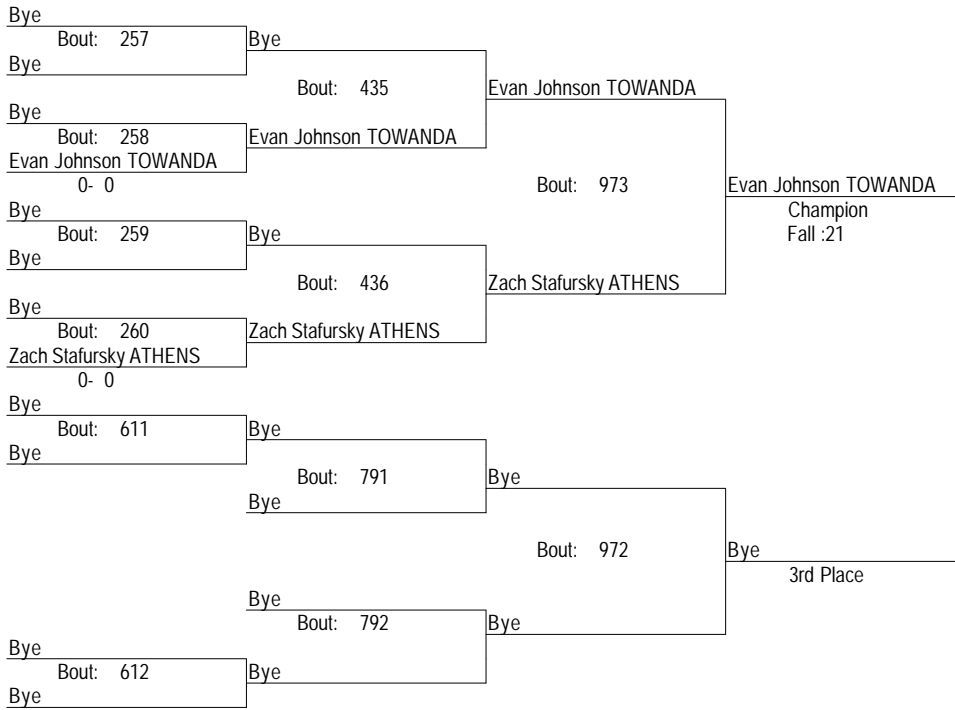 Bye
Bout: 257
Bye
Bye
Bout: 435
Evan Johnson TOWANDA
Bye
Bout: 258
Evan Johnson TOWANDA
Evan Johnson TOWANDA
0- 0
Bout: 973
Evan Johnson TOWANDA
Champion
Fall :21
Bye
Bout: 259
Bye
Bye
Bout: 436
Zach Stafursky ATHENS
Bye
Bout: 260
Zach Stafursky ATHENS
Zach Stafursky ATHENS
0- 0
Bye
Bout: 611
Bye
Bye
Bout: 791
Bye
Bye
Bout: 972
Bye
3rd Place
Bye
Bout: 792
Bye
Bye
Bout: 612
Bye
Bye